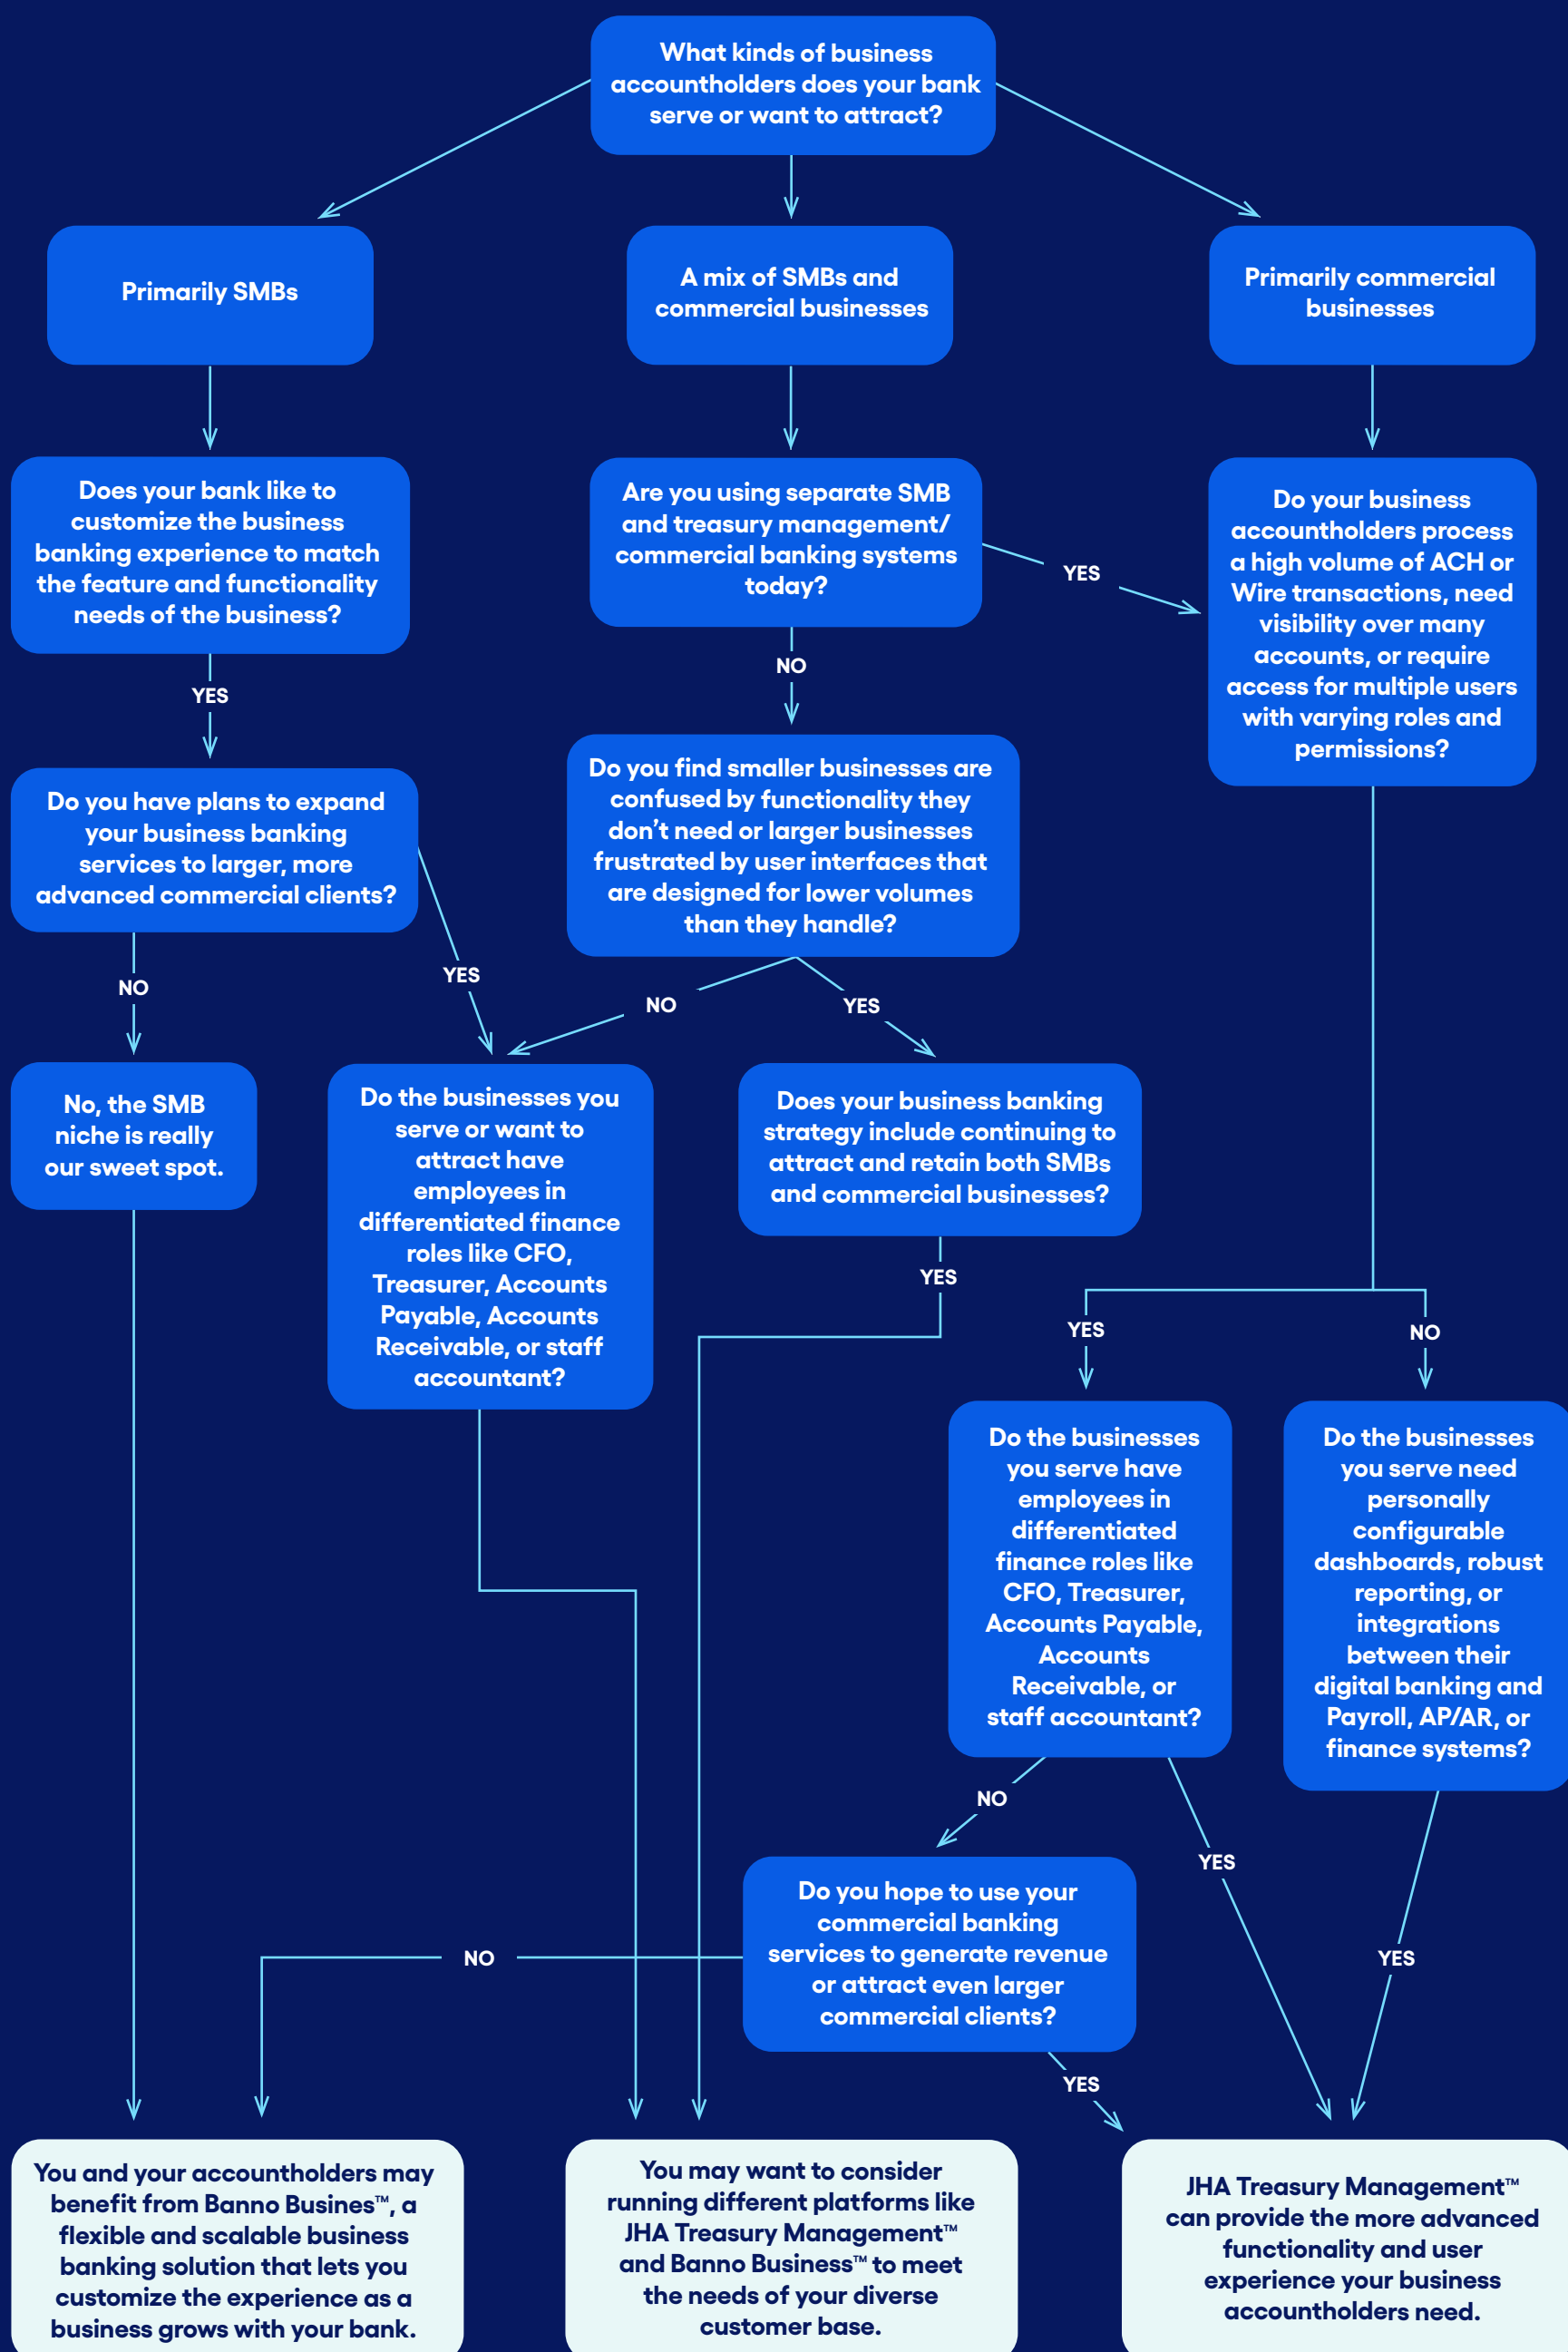 What kinds of business
accountholders does your bank
serve or want to attract?
Primarily SMBs
A mix of SMBs and
commercial businesses
Primarily commercial
businesses
Does your bank like to
customize the business
banking experience to match
the feature and functionality
needs of the business?
Are you using separate SMB
and treasury management/
commercial banking systems
today?
YES
Do your business
accountholders process
a high volume of ACH or
Wire transactions, need
visibility over many
accounts, or require
access for multiple users
with varying roles and
permissions?
YES
NO
Do you have plans to expand
your business banking
services to larger, more
advanced commercial clients?
Do you find smaller businesses are
confused by functionality they
don't need or larger businesses
frustrated by user interfaces that
are designed for lower volumes
than they handle?
NO
YES
NO
YES
No, the SMB
niche is really
our sweet spot.
Do the businesses you
serve or want to
attract have
employees in
differentiated finance
roles like CFO,
Treasurer, Accounts
Payable, Accounts
Receivable, or staff
accountant?
Does your business banking
strategy include continuing to
attract and retain both SMBs
and commercial businesses?
YES
YES
NO
Do the businesses
you serve have
employees in
differentiated
finance roles like
CFO, Treasurer,
Accounts Payable,
Accounts
Receivable, or
staff accountant?
Do the businesses
you serve need
personally
configurable
dashboards, robust
reporting, or
integrations
between their
digital banking and
Payroll, AP/AR, or
finance systems?
NO
YES
YES
Do you hope to use your
commercial banking
services to generate revenue
or attract even larger
commercial clients?
NO
YES
You and your accountholders may
benefit from Banno Busines™, a
flexible and scalable business
banking solution that lets you
customize the experience as a
business grows with your bank.
You may want to consider
running different platforms like
JHA Treasury Management™
and Banno Business™ to meet
the needs of your diverse
customer base.
JHA Treasury Management™
can provide the more advanced
functionality and user
experience your business
accountholders need.